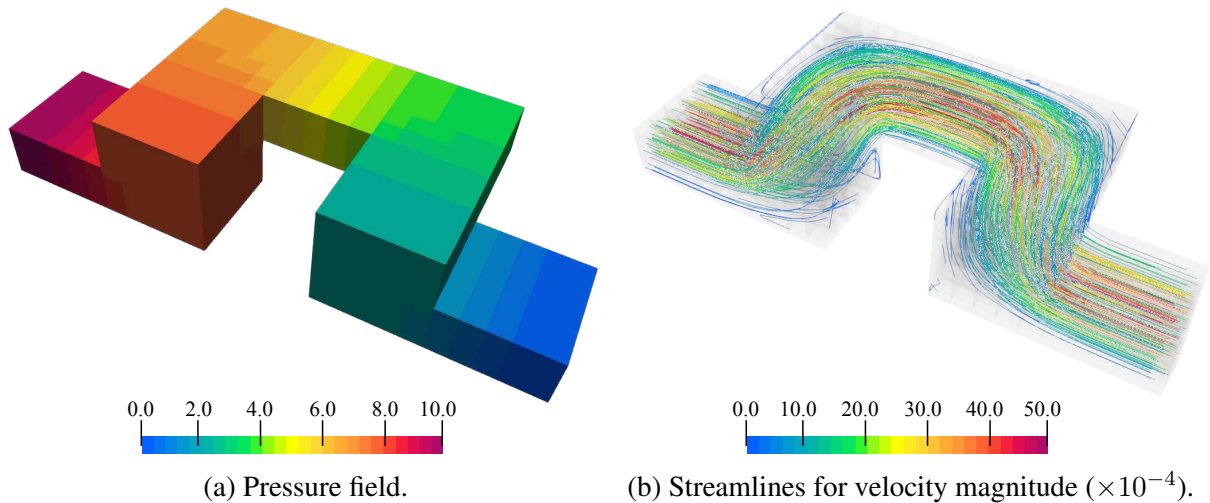 0.0 2.0 4.0 6.0 8.0 10.0
0.0 10.0 20.0 30.0 40.0 50.0
(a) Pressure field.
(b) Streamlines for velocity magnitude (×10⁻⁴).